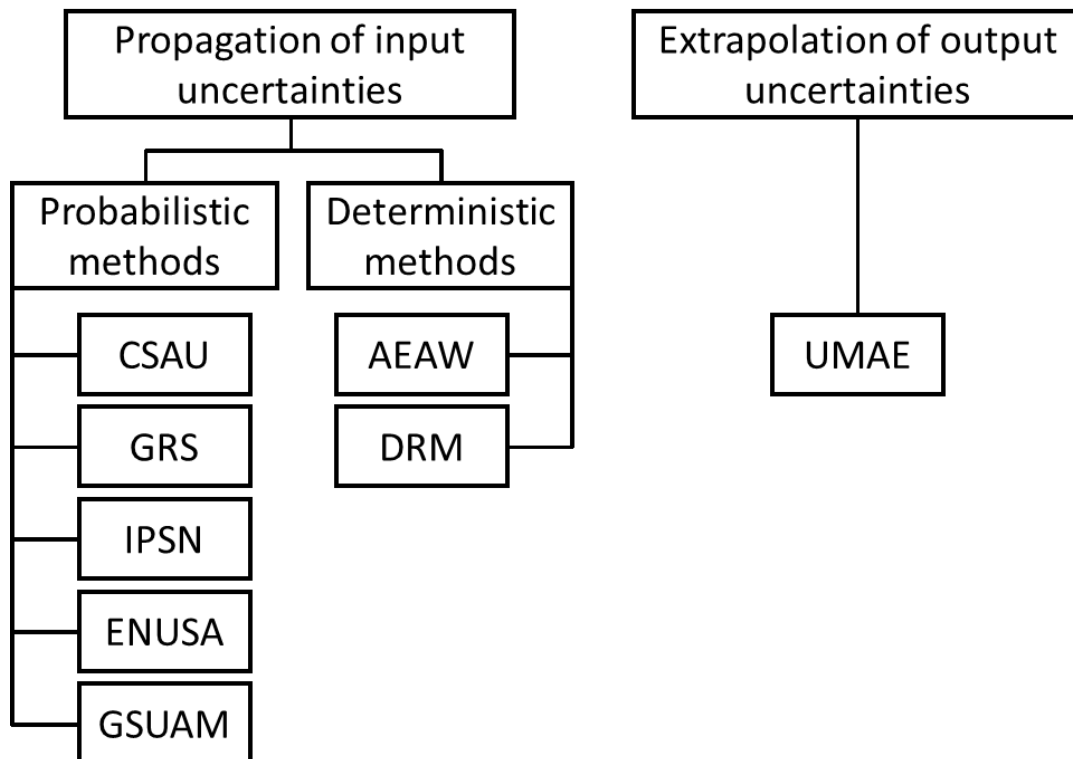 Propagation of input
uncertainties
Extrapolation of output
uncertainties
Probabilistic
methods
Deterministic
methods
CSAU
AEAW
UMAE
GRS
DRM
IPSN
ENUSA
GSUAM